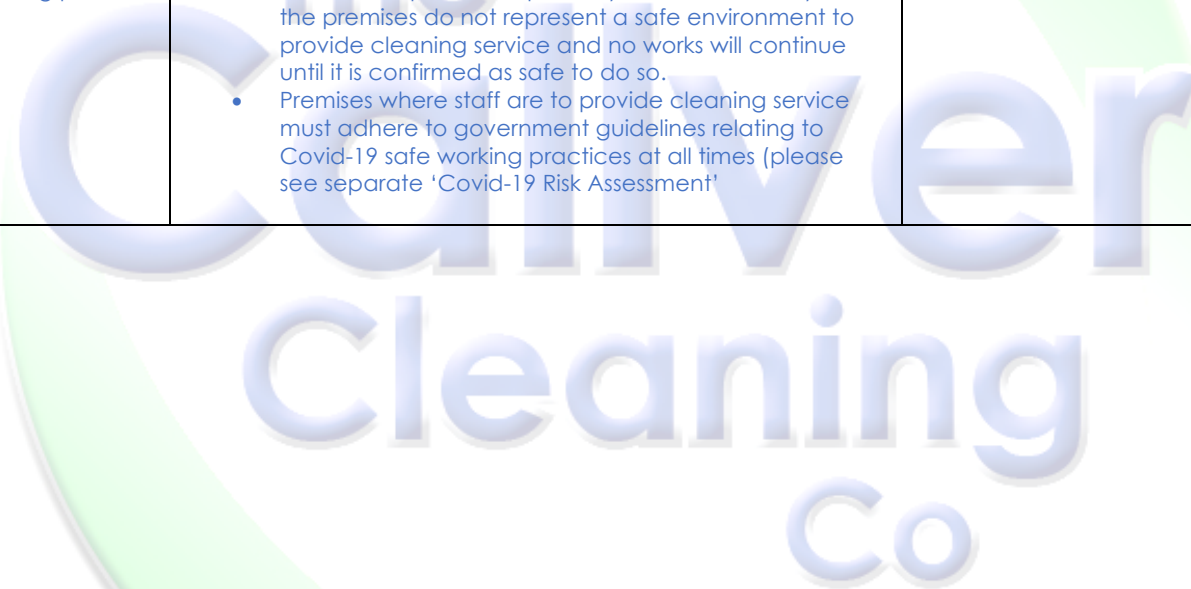 the premises do not represent a safe environment to
provide cleaning service and no works will continue
until it is confirmed as safe to do so.
• Premises where staff are to provide cleaning service
must adhere to government guidelines relating to
Covid-19 safe working practices at all times (please
see separate ‘Covid-19 Risk Assessment’
Caliver
Cleaning
Co